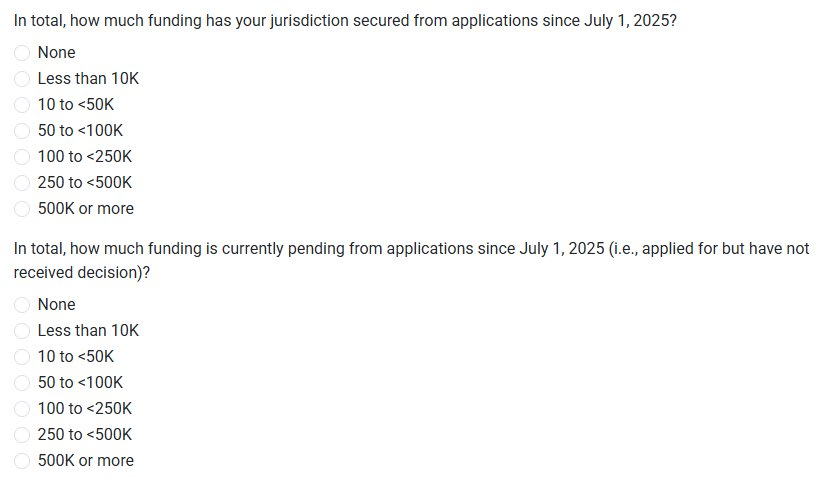 In total, how much funding has your jurisdiction secured from applications since July 1, 2025?
None
Less than 10K
10 to <50K
50 to <100K
100 to <250K
250 to <500K
500K or more
In total, how much funding is currently pending from applications since July 1, 2025 (i.e., applied for but have not
received decision)?
None
Less than 10K
10 to <50K
50 to <100K
100 to <250K
250 to <500K
500K or more